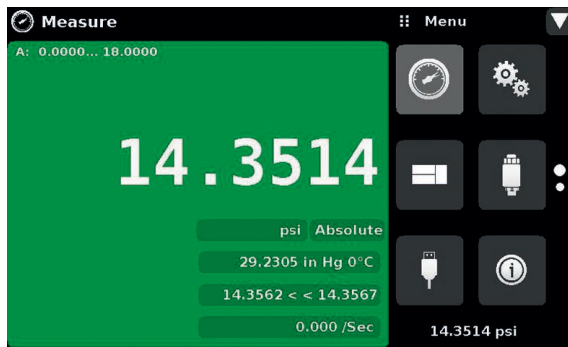 Measure
A: 0.0000... 18.0000
14.3514
psi Absolute
29.2305 in Hg 0°C
14.3562 < < 14.3567
0.000 /Sec
Menu
14.3514 psi